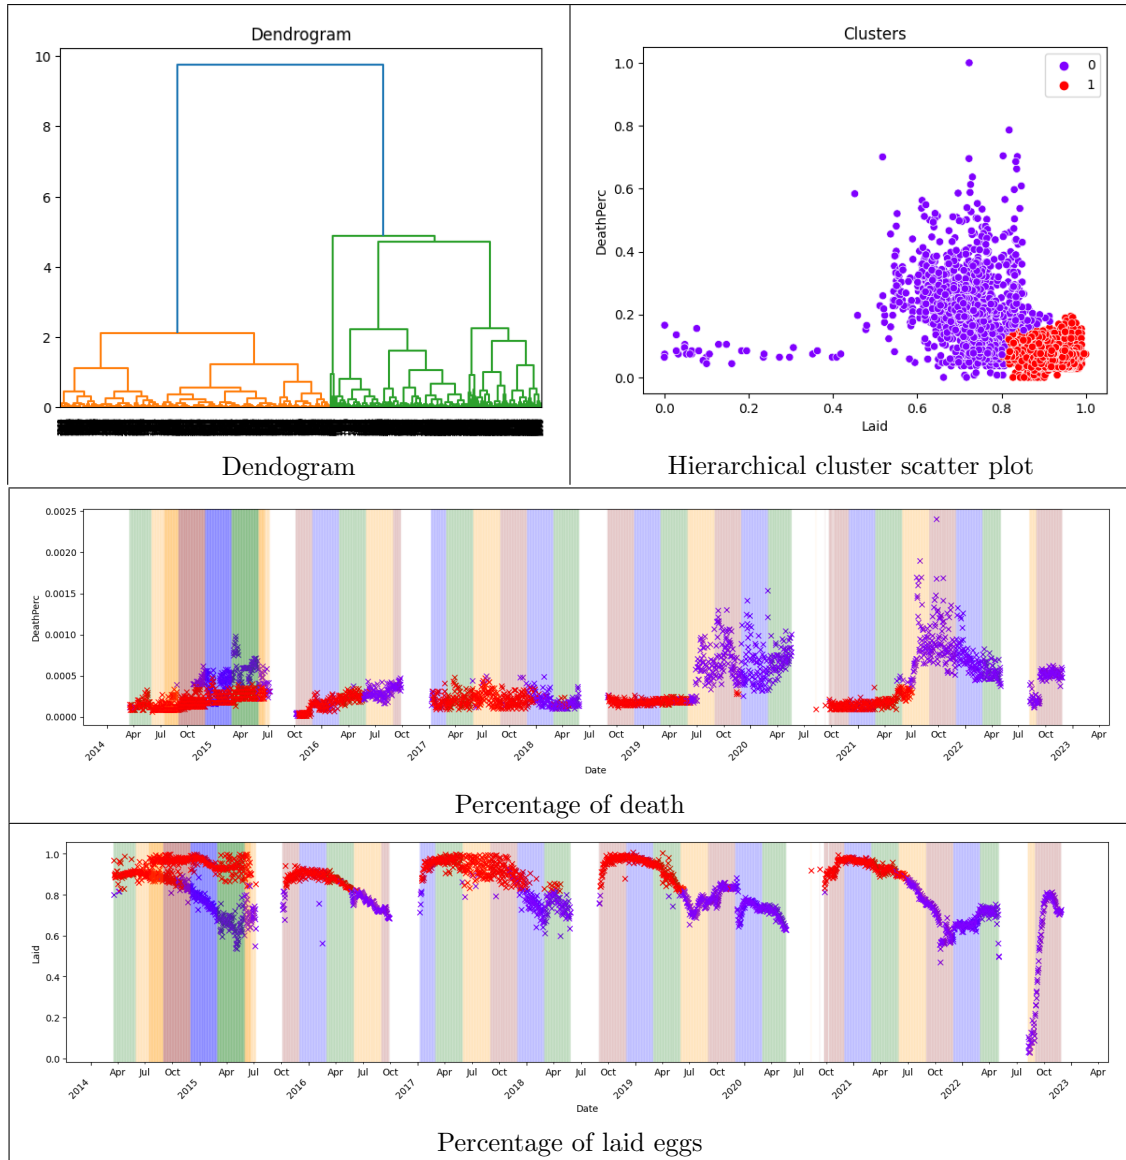 Dendrogram
10
8
6
4
2
0
Dendogram
Clusters
0
1
DeathPerc
1.0
0.8
0.6
0.4
0.2
0.0
0.0 0.2 0.4 0.6 0.8 1.0
Laid
Hierarchical cluster scatter plot
DeathPerc
0.0025
0.0020
0.0015
0.0010
0.0005
0.0000
2014 Apr Jul Oct 2015 Apr Jul Oct 2016 Apr Jul Oct 2017 Apr Jul Oct 2018 Apr Jul Oct 2019 Apr Jul Oct 2020 Apr Jul Oct 2021 Apr Jul Oct 2022 Apr Jul Oct 2023 Apr
Date
Percentage of death
Laid
1.0
0.8
0.6
0.4
0.2
0.0
2014 Apr Jul Oct 2015 Apr Jul Oct 2016 Apr Jul Oct 2017 Apr Jul Oct 2018 Apr Jul Oct 2019 Apr Jul Oct 2020 Apr Jul Oct 2021 Apr Jul Oct 2022 Apr Jul Oct 2023 Apr
Date
Percentage of laid eggs